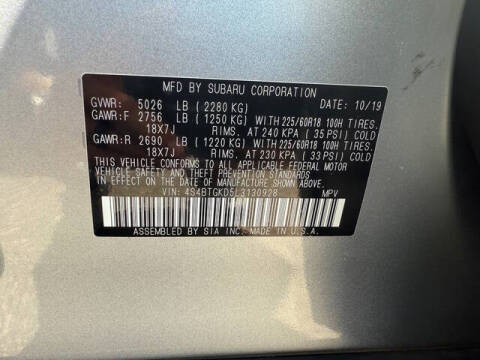 MFD BY SUBARU CORPORATION
GVWR: 5026 LB (2280 KG) DATE: 10/19
GAWR:F 2756 LB (1250 KG) WITH 225/60R18 100H TIRES.
18X7J RIMS. AT 240 KPA (35 PSI) COLD
GAWR:R 2690 LB (1220 KG) WITH 225/60R18 100H TIRES.
18X7J RIMS. AT 230 KPA (33 PSI) COLD
THIS VEHICLE CONFORMS TO ALL APPLICABLE FEDERAL MOTOR
VEHICLE SAFETY AND THEFT PREVENTION STANDARDS
IN EFFECT ON THE DATE OF MANUFACTURE SHOWN ABOVE
VIN: 4S4BTGKD5L3130928 MPV
ASSEMBLED BY SIA INC. MADE IN U.S.A.